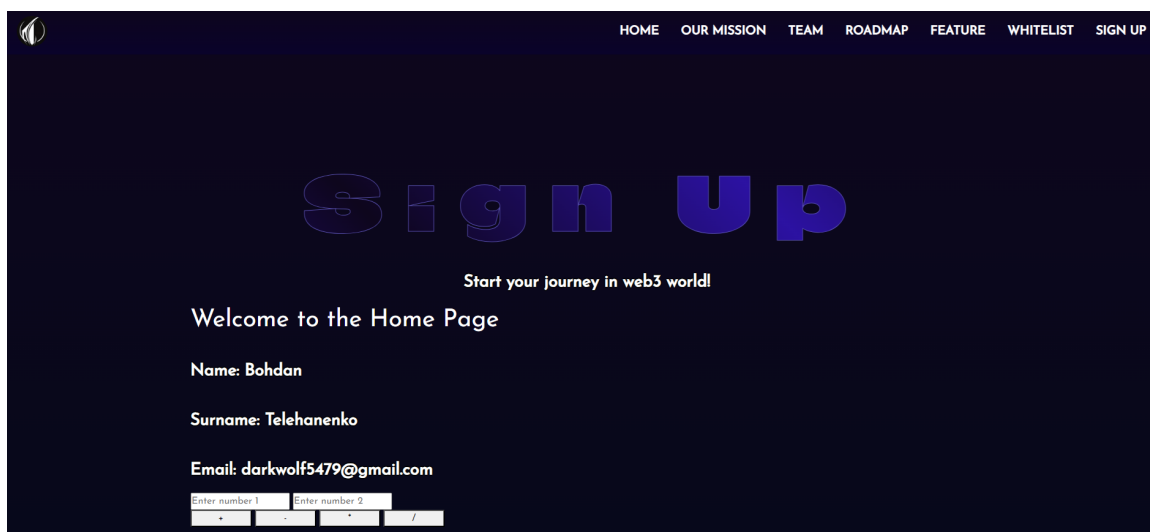 HOME OUR MISSION TEAM ROADMAP FEATURE WHITELIST SIGN UP
Sign Up
Start your journey in web3 world!
Welcome to the Home Page
Name: Bohdan
Surname: Telehanenko
Email: darkwolf5479@gmail.com
Enter number 1 Enter number 2
+ - * /